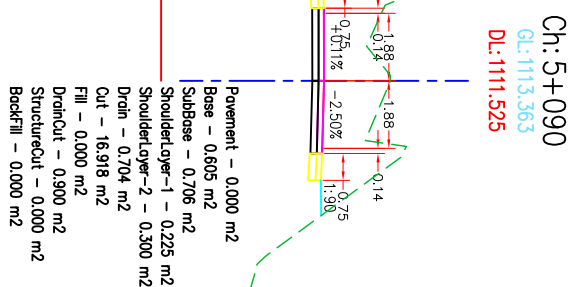 Ch: 5+090
GL:1113.363
DL:1111.525
0.75
0.14
1.88
1.88
0.14
0.75
+0.11%
-2.50%
1:90
Pavement - 0.000 m2
Base - 0.605 m2
SubBase - 0.706 m2
ShoulderLayer-1 - 0.225 m2
ShoulderLayer-2 - 0.300 m2
Drain - 0.704 m2
Cut - 16.918 m2
Fill - 0.000 m2
DrainCut - 0.900 m2
StructureCut - 0.000 m2
BackFill - 0.000 m2